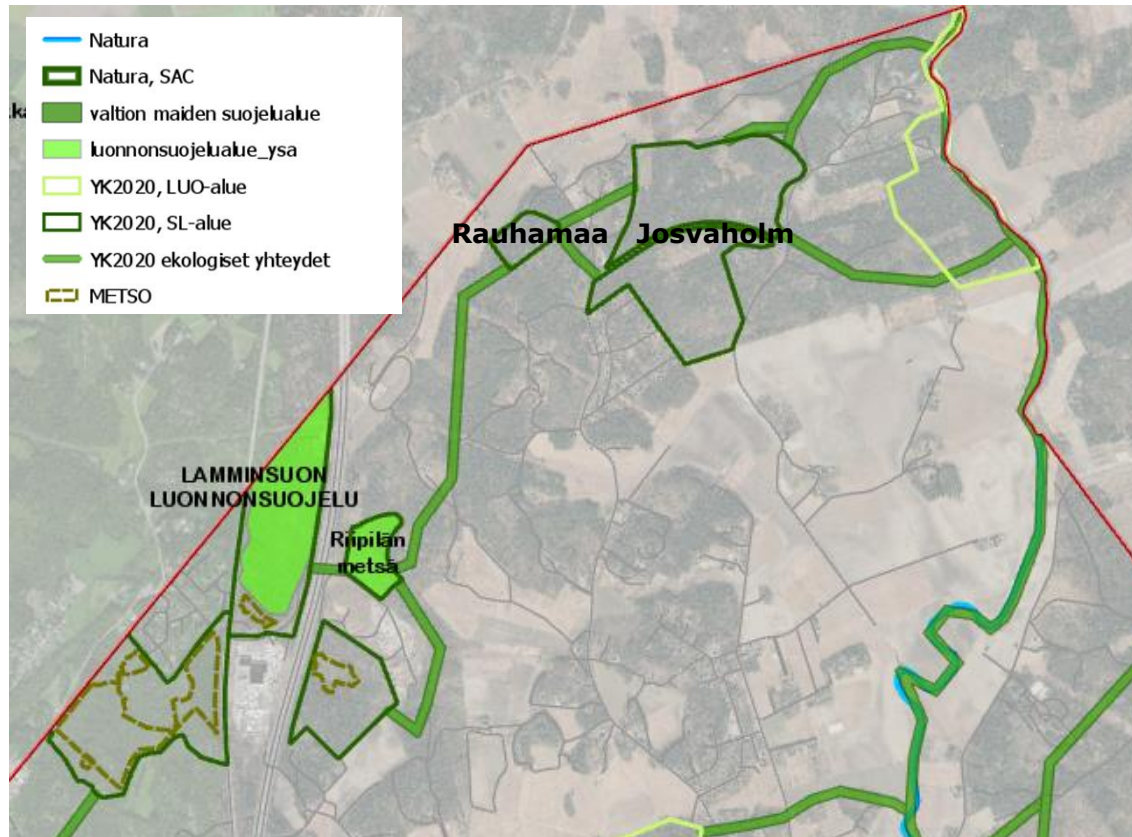 Natura
Natura, SAC
valtion maiden suojelualue
luonnonsuojelualue_ysa
YK2020, LUO-alue
YK2020, SL-alue
YK2020 ekologiset yhteydet
METSO
Rauhamaa Josvaholm
LAMMINSUON
LUONNONSUOJELU
Riipilän
metsä